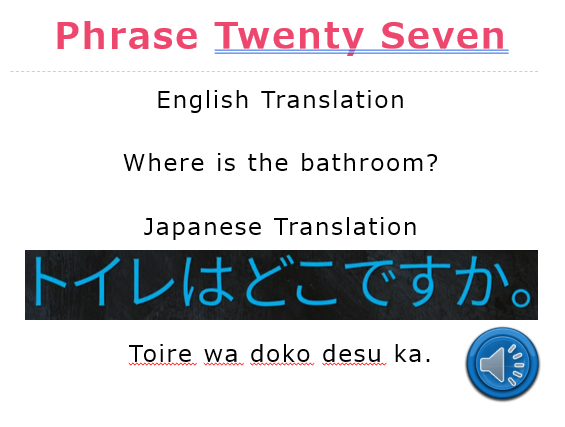 Phrase Twenty Seven
English Translation
Where is the bathroom?
Japanese Translation
トイレはどこですか。
Toire wa doko desu ka.